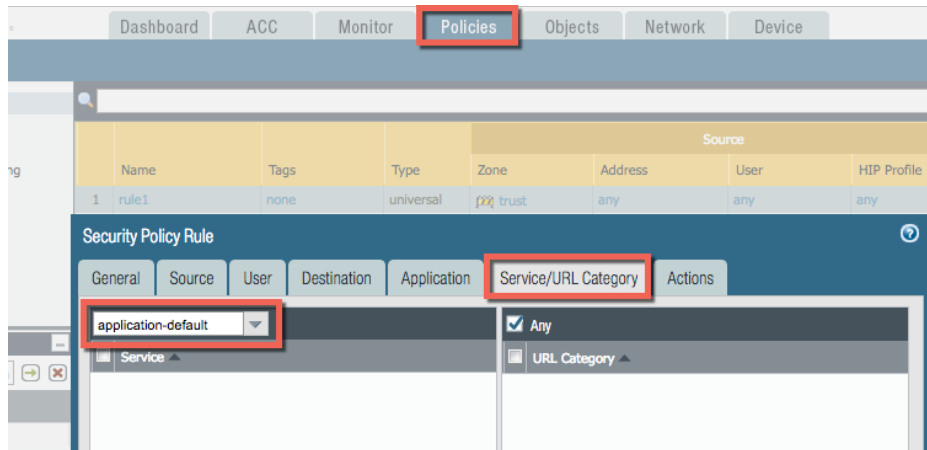 Dashboard ACC Monitor Policies Objects Network Device
Source
ng Name Tags Type Zone Address User HIP Profile
1 rule1 none universal trust any any any
Security Policy Rule
General Source User Destination Application Service/URL Category Actions
application-default Any
Service URL Category